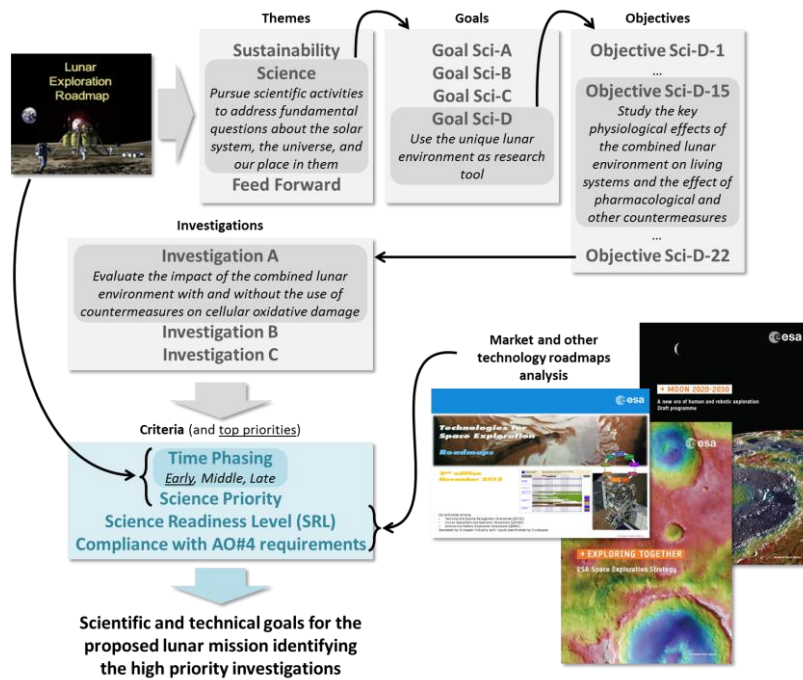 Themes
Goals
Objectives
Lunar
Exploration
Roadmap
Sustainability
Science
Pursue scientific activities
to address fundamental
questions about the solar
system, the universe, and
our place in them
Feed Forward
Goal Sci-A
Goal Sci-B
Goal Sci-C
Goal Sci-D
Use the unique lunar
environment as research
tool
Objective Sci-D-1
...
Objective Sci-D-15
Study the key
physiological effects of
the combined lunar
environment on living
systems and the effect of
pharmacological and
other countermeasures
...
Objective Sci-D-22
Investigations
Investigation A
Evaluate the impact of the combined lunar
environment with and without the use of
countermeasures on cellular oxidative damage
Investigation B
Investigation C
Market and other
technology roadmaps
analysis
Criteria (and top priorities)
Time Phasing
Early, Middle, Late
Science Priority
Science Readiness Level (SRL)
Compliance with AO#4 requirements
Scientific and technical goals for the
proposed lunar mission identifying
the high priority investigations
esa
Technologies for
Space Exploration
Roadmaps
November 2012
esa
+ MOON 2020-2030
A new era of human and robotic exploration
Draft programme
esa
+ EXPLORING TOGETHER
ESA Space Exploration Strategy